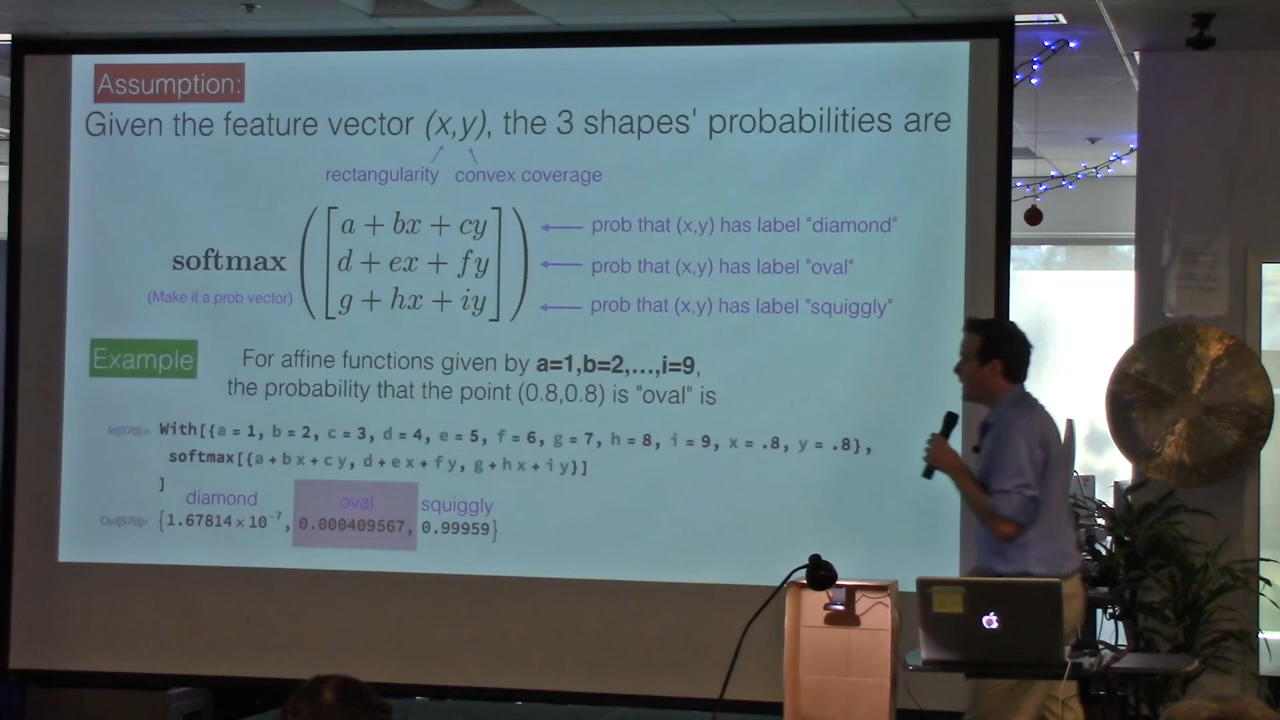 Assumption:
Given the feature vector (x,y), the 3 shapes' probabilities are
rectangularity convex coverage
a + bx + cy
prob that (x,y) has label "diamond"
softmax
d + ex + fy
prob that (x,y) has label "oval"
(Make it a prob vector)
g + hx + iy
prob that (x,y) has label "squiggly"
Example
For affine functions given by a=1,b=2,...,i=9,
the probability that the point (0.8,0.8) is "oval" is
In[570]:= With[{a = 1, b = 2, c = 3, d = 4, e = 5, f = 6, g = 7, h = 8, i = 9, x = .8, y = .8},
softmax[{a + b x + c y, d + e x + f y, g + h x + i y}]
]
diamond oval squiggly
Out[570]= {1.67814 × 10^-7, 0.000409567, 0.99959}